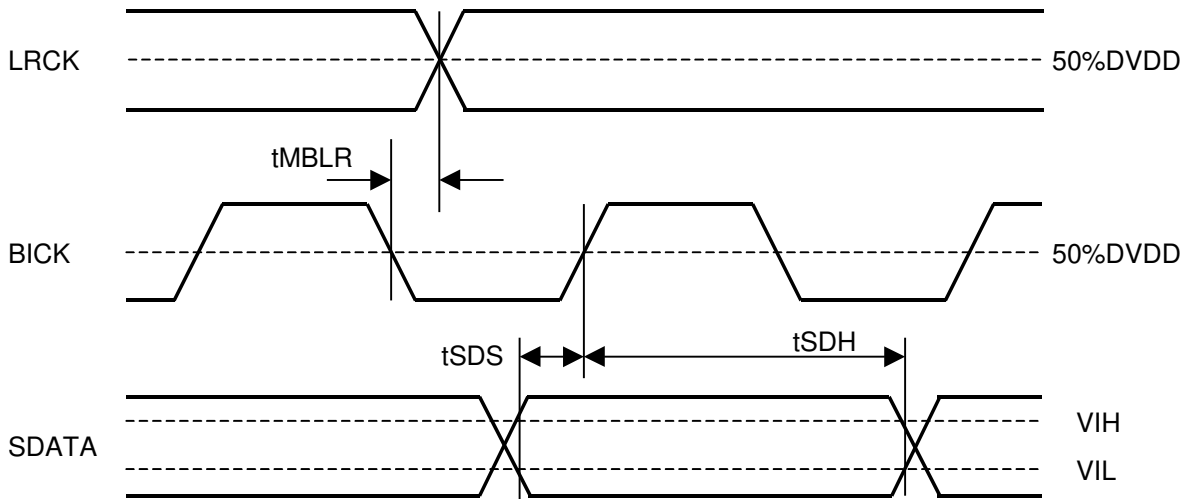 LRCK
50%DVDD
tMBLR
BICK
50%DVDD
tSDS
tSDH
SDATA
VIH
VIL